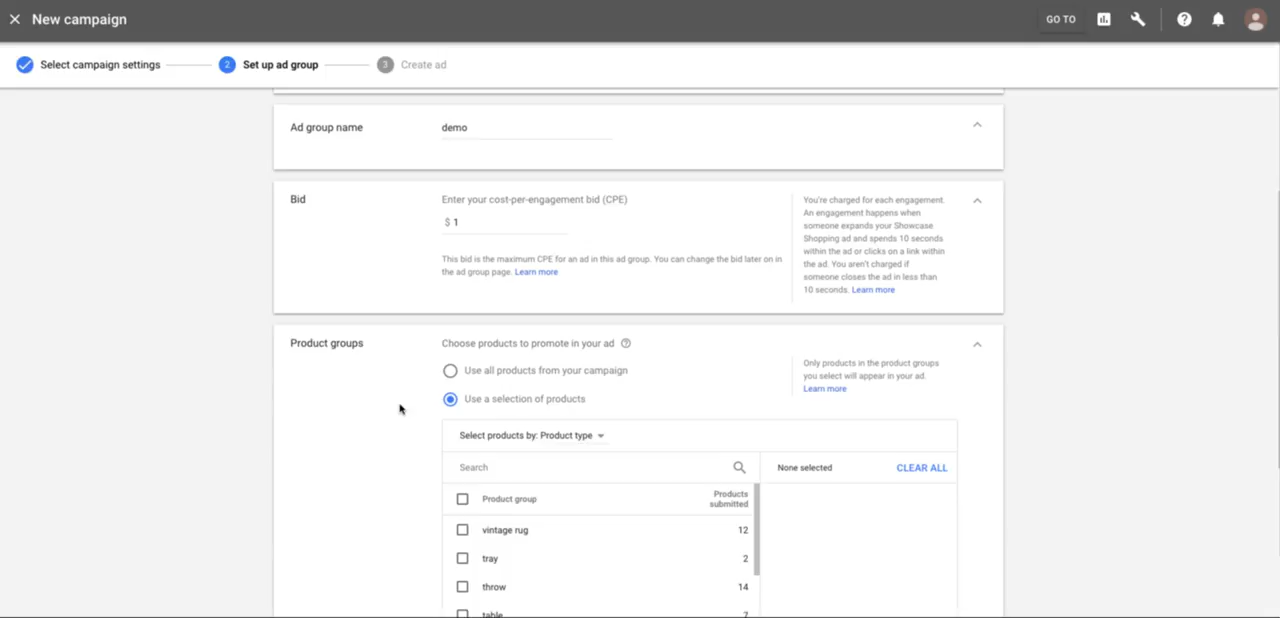 New campaign
GO TO
Select campaign settings
2
Set up ad group
3
Create ad
Ad group name
demo
Bid
Enter your cost-per-engagement bid (CPE)
$ 1
This bid is the maximum CPE for an ad in this ad group. You can change the bid later on in
the ad group page. Learn more
You're charged for each engagement.
An engagement happens when
someone expands your Showcase
Shopping ad and spends 10 seconds
within the ad or clicks on a link within
the ad. You aren't charged if
someone closes the ad in less than
10 seconds. Learn more
Product groups
Choose products to promote in your ad
Use all products from your campaign
Use a selection of products
Only products in the product groups
you select will appear in your ad.
Learn more
Select products by: Product type
Search
None selected
CLEAR ALL
Product group
Products
submitted
vintage rug 12
tray 2
throw 14
table 7